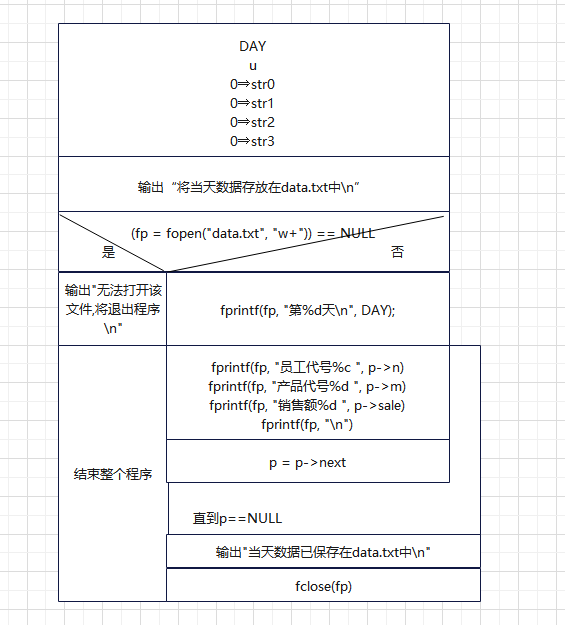 DAY
u
0⇒str0
0⇒str1
0⇒str2
0⇒str3
输出“将当天数据存放在data.txt中\n”
(fp = fopen("data.txt", "w+")) == NULL
是
否
输出"无法打开该
文件,将退出程序
\n"
fprintf(fp, "第%d天\n", DAY);
fprintf(fp, "员工代号%c ", p->n)
fprintf(fp, "产品代号%d ", p->m)
fprintf(fp, "销售额%d ", p->sale)
fprintf(fp, "\n")
p = p->next
结束整个程序
直到p==NULL
输出"当天数据已保存在data.txt中\n"
fclose(fp)